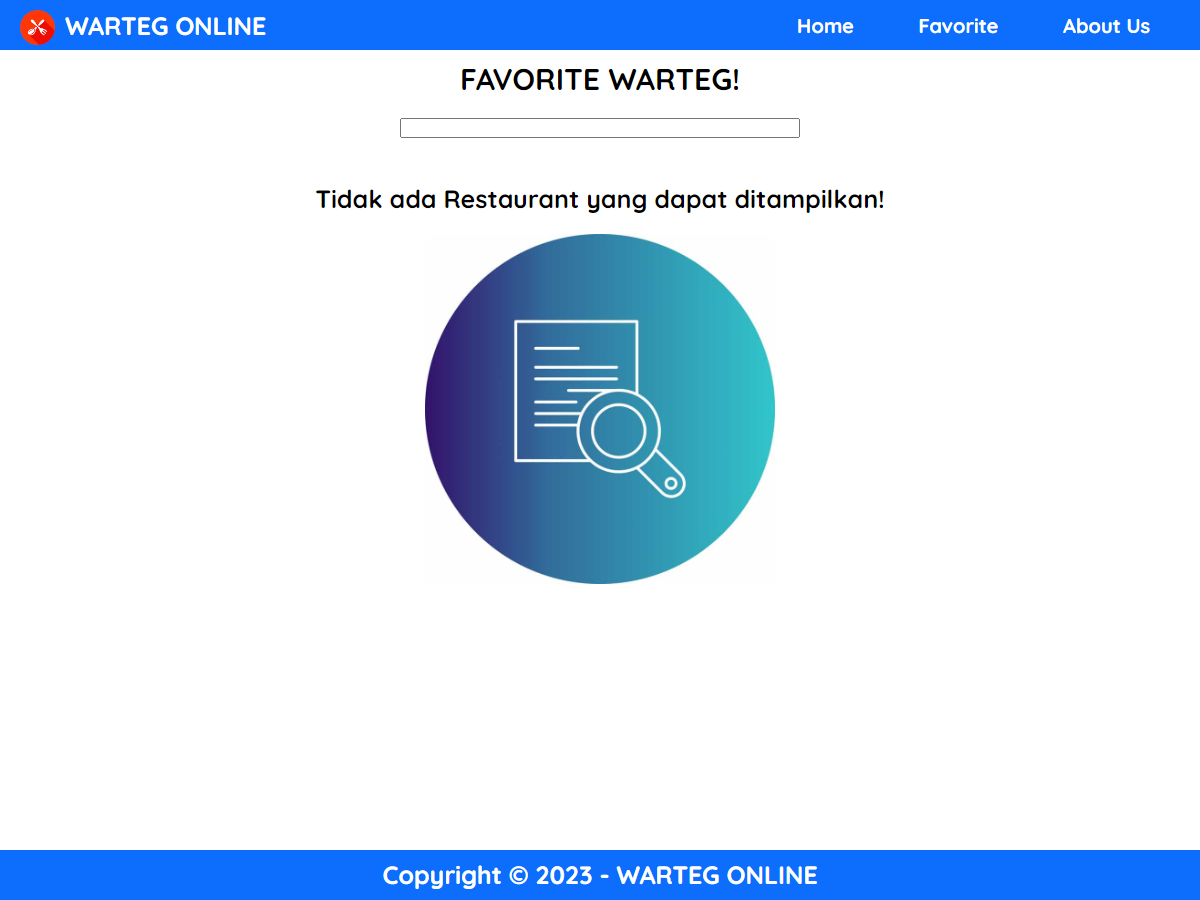 WARTEG ONLINE
Home
Favorite
About Us
FAVORITE WARTEG!
Tidak ada Restaurant yang dapat ditampilkan!
Copyright © 2023 - WARTEG ONLINE